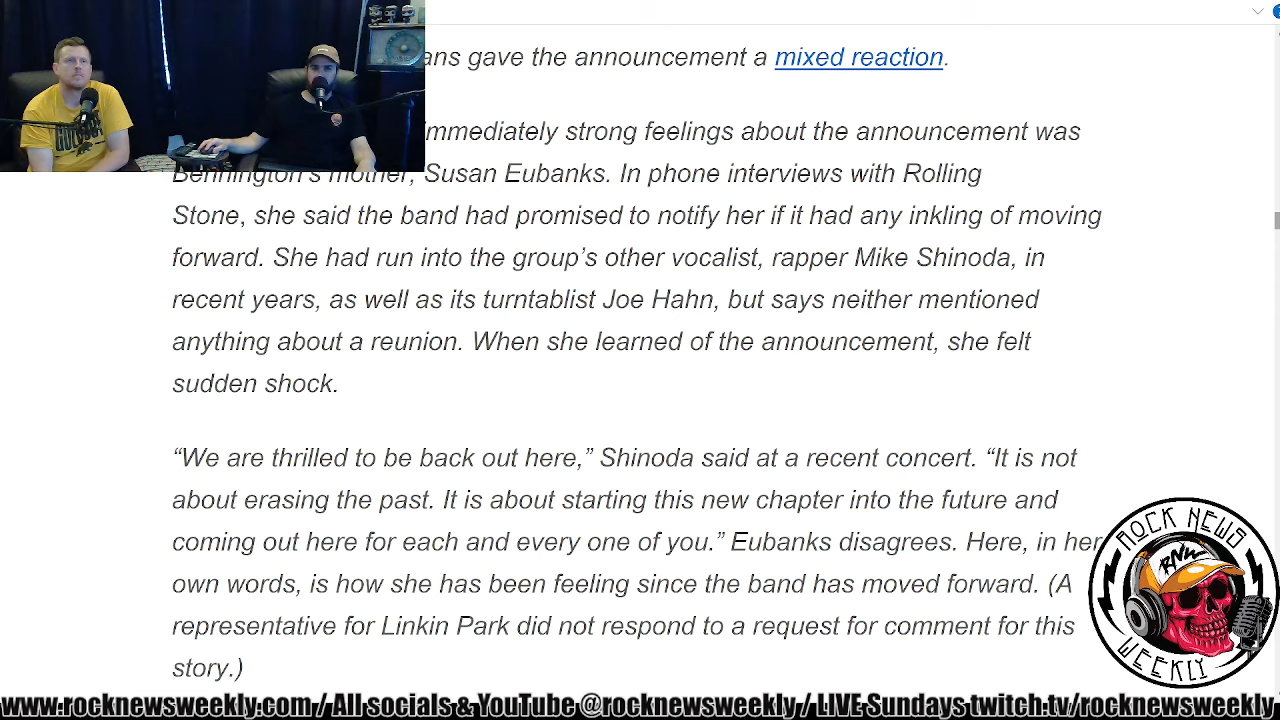 ans gave the announcement a mixed reaction.
immediately strong feelings about the announcement was
Bennington's mother, Susan Eubanks. In phone interviews with Rolling
Stone, she said the band had promised to notify her if it had any inkling of moving
forward. She had run into the group’s other vocalist, rapper Mike Shinoda, in
recent years, as well as its turntablist Joe Hahn, but says neither mentioned
anything about a reunion. When she learned of the announcement, she felt
sudden shock.
“We are thrilled to be back out here,” Shinoda said at a recent concert. “It is not
about erasing the past. It is about starting this new chapter into the future and
coming out here for each and every one of you.” Eubanks disagrees. Here, in her
own words, is how she has been feeling since the band has moved forward. (A
representative for Linkin Park did not respond to a request for comment for this
story.)
ROCK NEWS
RNW
WEEKLY
www.rocknewsweekly.com / All socials & YouTube @rocknewsweekly / LIVE Sundays twitch.tv/rocknewsweekly